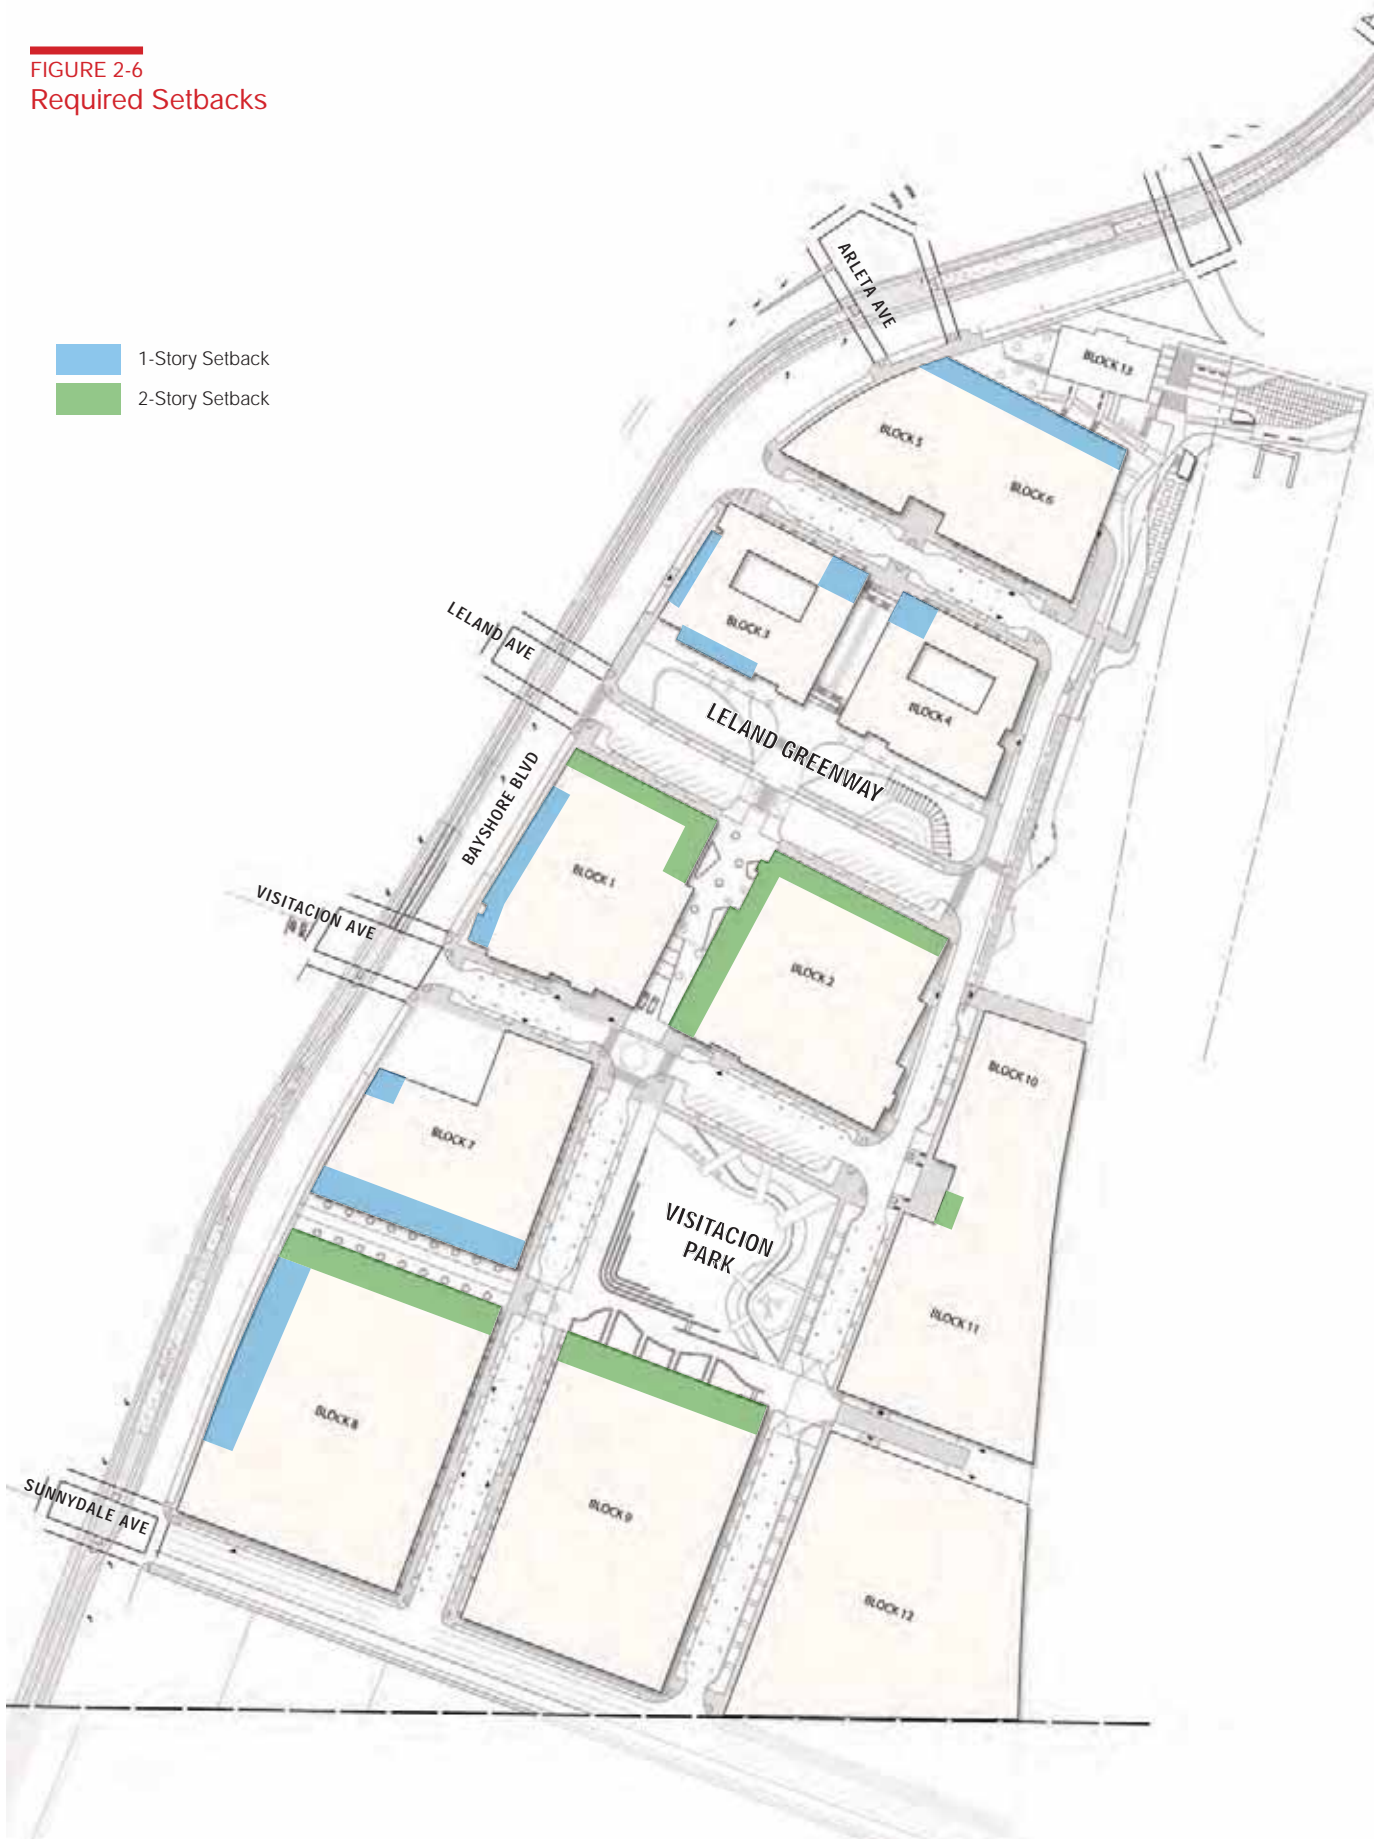 FIGURE 2-6
Required Setbacks
1-Story Setback
2-Story Setback
ARLETA AVE
BLOCK 13
BLOCK 5
BLOCK 6
LELAND AVE
BLOCK 3
BLOCK 4
LELAND GREENWAY
BAYSHORE BLVD
BLOCK 1
VISITACION AVE
BLOCK 2
BLOCK 10
BLOCK 7
VISITACION
PARK
BLOCK 11
BLOCK 8
SUNNYDALE AVE
BLOCK 9
BLOCK 12